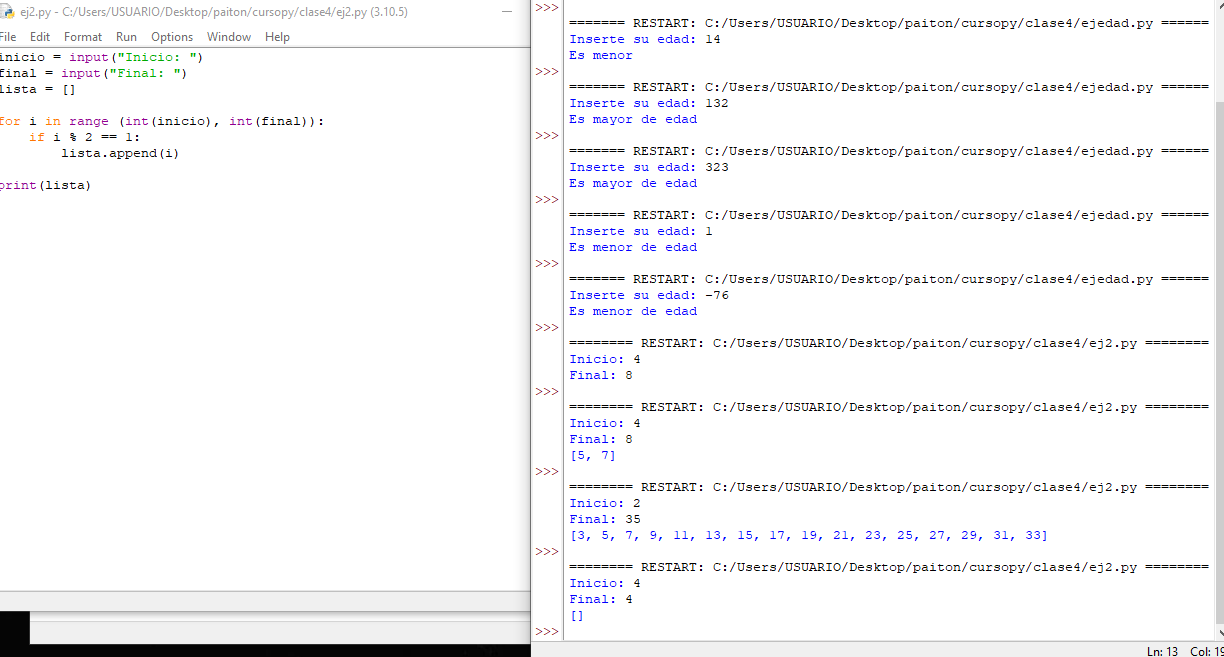 ej2.py - C:/Users/USUARIO/Desktop/paiton/cursopy/clase4/ej2.py (3.10.5)
File Edit Format Run Options Window Help
inicio = input("Inicio: ")
final = input("Final: ")
lista = []
for i in range (int(inicio), int(final)):
    if i % 2 == 1:
        lista.append(i)
print(lista)
>>>
======= RESTART: C:/Users/USUARIO/Desktop/paiton/cursopy/clase4/ejedad.py ======
Inserte su edad: 14
Es menor
>>>
======= RESTART: C:/Users/USUARIO/Desktop/paiton/cursopy/clase4/ejedad.py ======
Inserte su edad: 132
Es mayor de edad
>>>
======= RESTART: C:/Users/USUARIO/Desktop/paiton/cursopy/clase4/ejedad.py ======
Inserte su edad: 323
Es mayor de edad
>>>
======= RESTART: C:/Users/USUARIO/Desktop/paiton/cursopy/clase4/ejedad.py ======
Inserte su edad: 1
Es menor de edad
>>>
======= RESTART: C:/Users/USUARIO/Desktop/paiton/cursopy/clase4/ejedad.py ======
Inserte su edad: -76
Es menor de edad
>>>
======== RESTART: C:/Users/USUARIO/Desktop/paiton/cursopy/clase4/ej2.py ========
Inicio: 4
Final: 8
>>>
======== RESTART: C:/Users/USUARIO/Desktop/paiton/cursopy/clase4/ej2.py ========
Inicio: 4
Final: 8
[5, 7]
>>>
======== RESTART: C:/Users/USUARIO/Desktop/paiton/cursopy/clase4/ej2.py ========
Inicio: 2
Final: 35
[3, 5, 7, 9, 11, 13, 15, 17, 19, 21, 23, 25, 27, 29, 31, 33]
>>>
======== RESTART: C:/Users/USUARIO/Desktop/paiton/cursopy/clase4/ej2.py ========
Inicio: 4
Final: 4
[]
>>>
Ln: 13 Col: 19